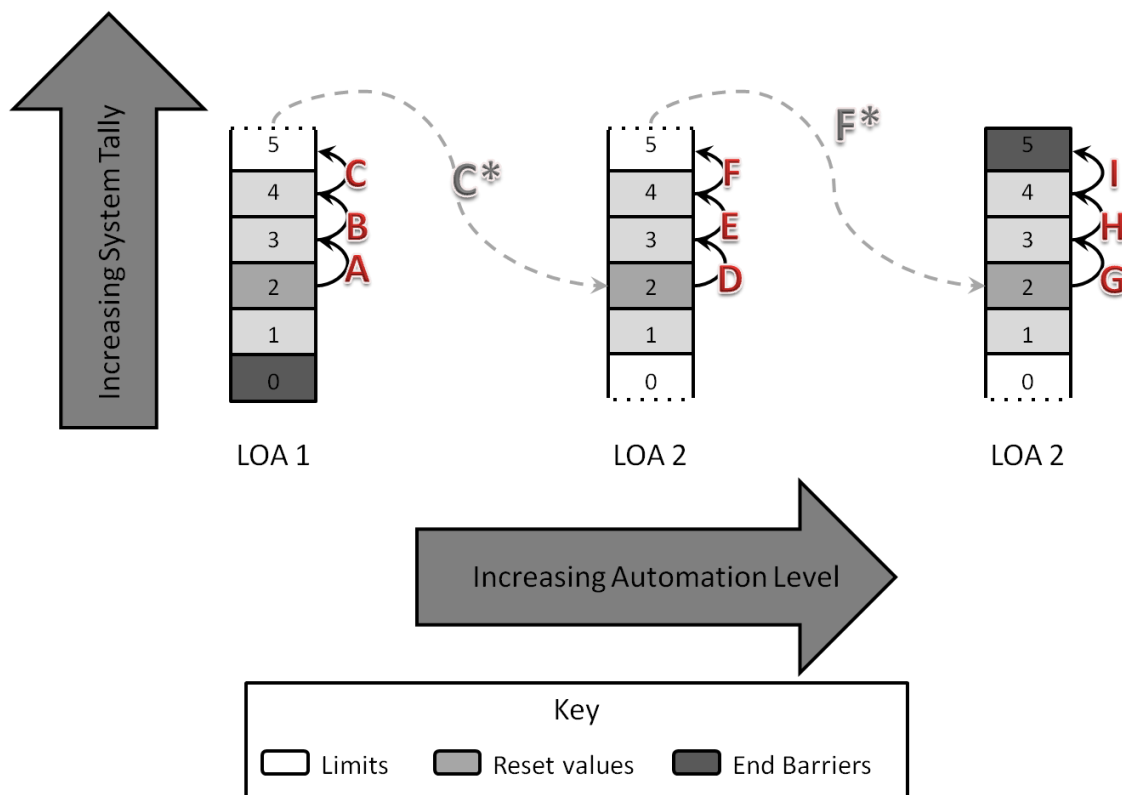 Increasing System Tally
C*
F*
5
4
3
2
1
0
C
B
A
LOA 1
5
4
3
2
1
0
F
E
D
LOA 2
5
4
3
2
1
0
I
H
G
LOA 2
Increasing Automation Level
Key
Limits
Reset values
End Barriers